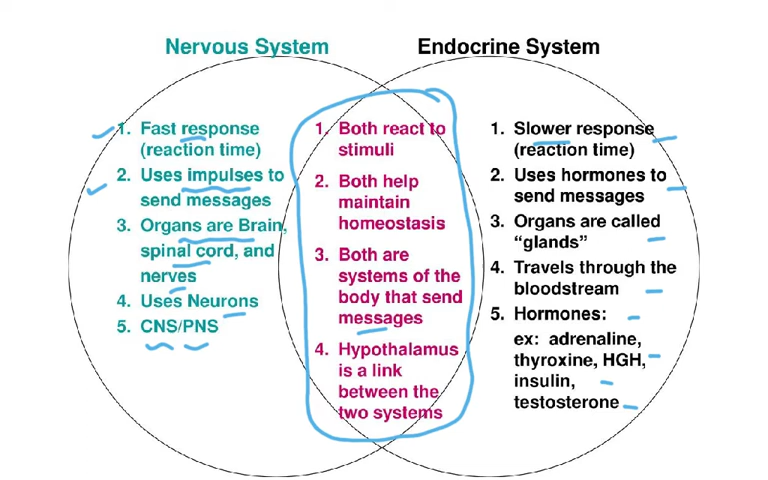 Nervous System
Endocrine System
1. Fast response
(reaction time)
2. Uses impulses to
send messages
3. Organs are Brain,
spinal cord, and
nerves
4. Uses Neurons
5. CNS/PNS
1. Both react to
stimuli
2. Both help
maintain
homeostasis
3. Both are
systems of the
body that send
messages
4. Hypothalamus
is a link
between the
two systems
1. Slower response
(reaction time)
2. Uses hormones to
send messages
3. Organs are called
“glands”
4. Travels through the
bloodstream
5. Hormones:
ex: adrenaline,
thyroxine, HGH,
insulin,
testosterone